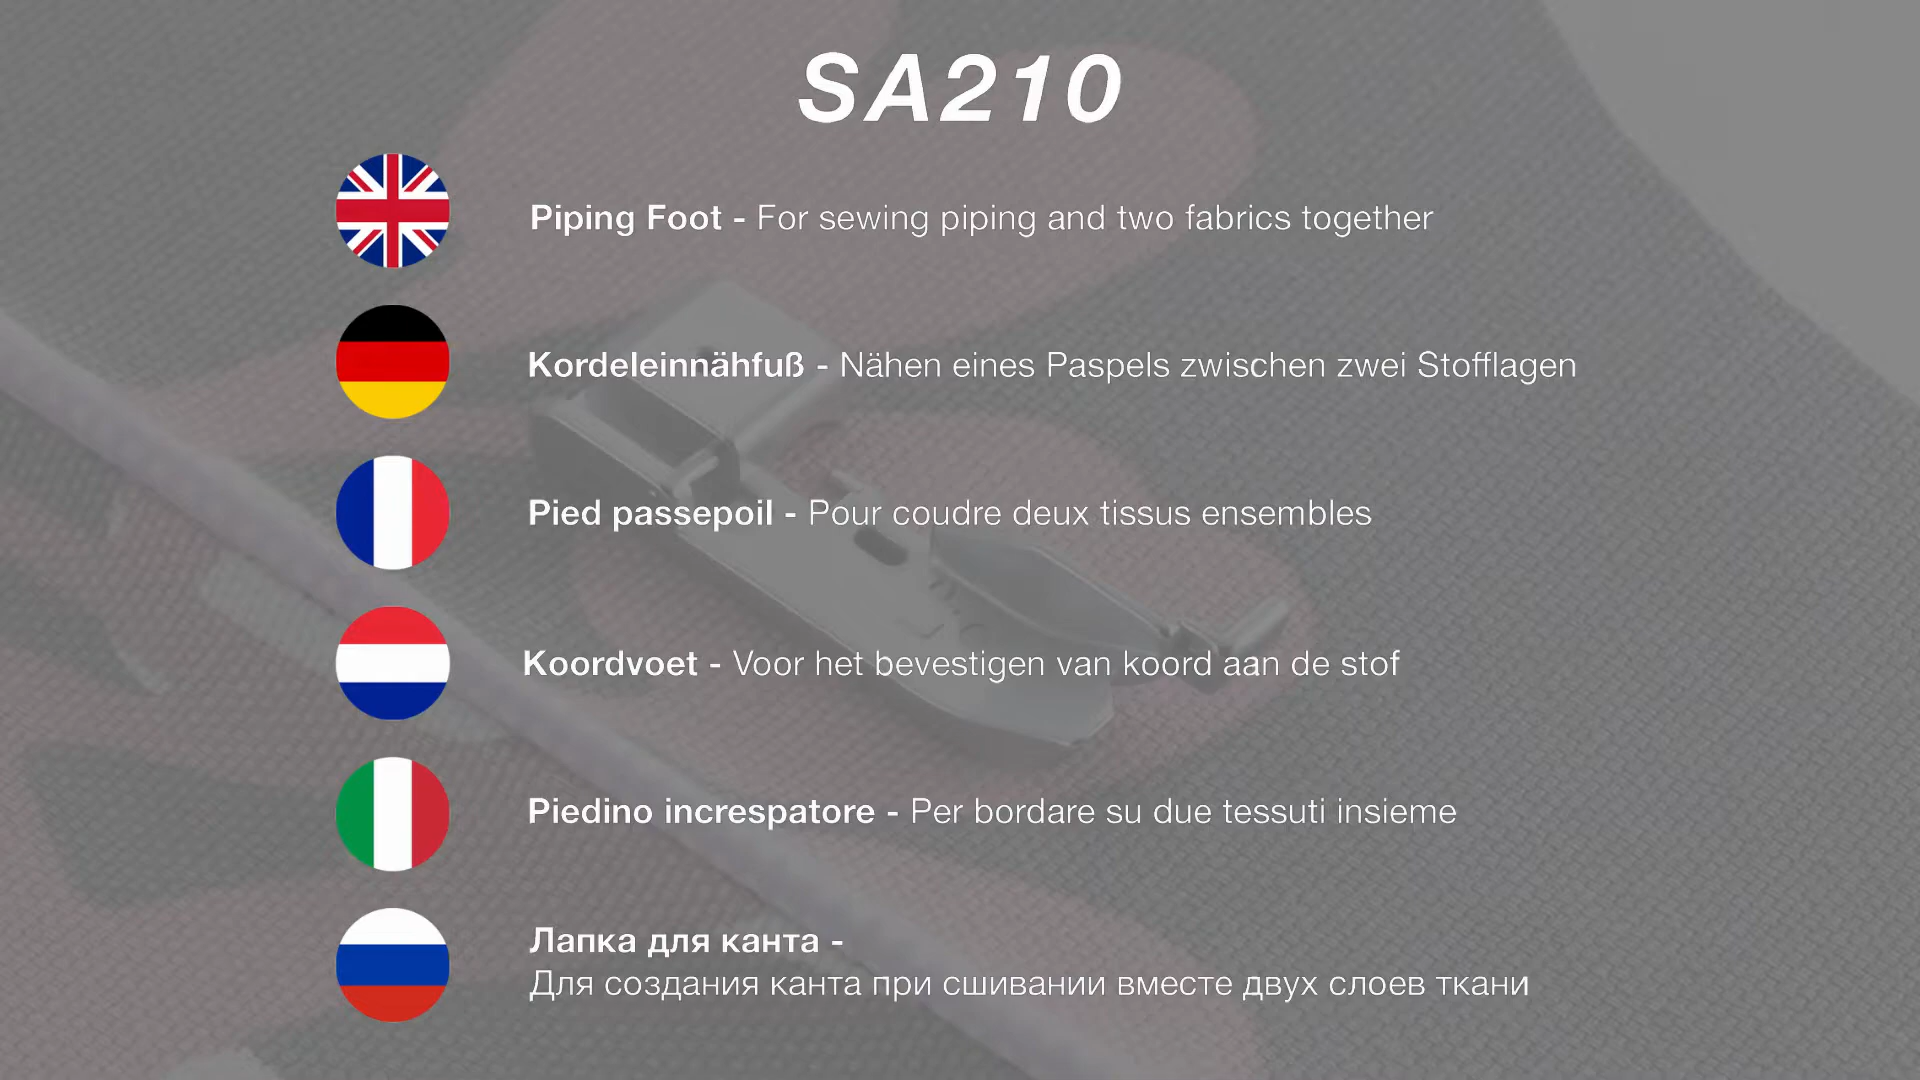 SA210
Piping Foot - For sewing piping and two fabrics together
Kordeleinnähfuß - Nähen eines Paspels zwischen zwei Stofflagen
Pied passepoil - Pour coudre deux tissus ensembles
Koordvoet - Voor het bevestigen van koord aan de stof
Piedino increspatore - Per bordare su due tessuti insieme
Лапка для канта -
Для создания канта при сшивании вместе двух слоев ткани